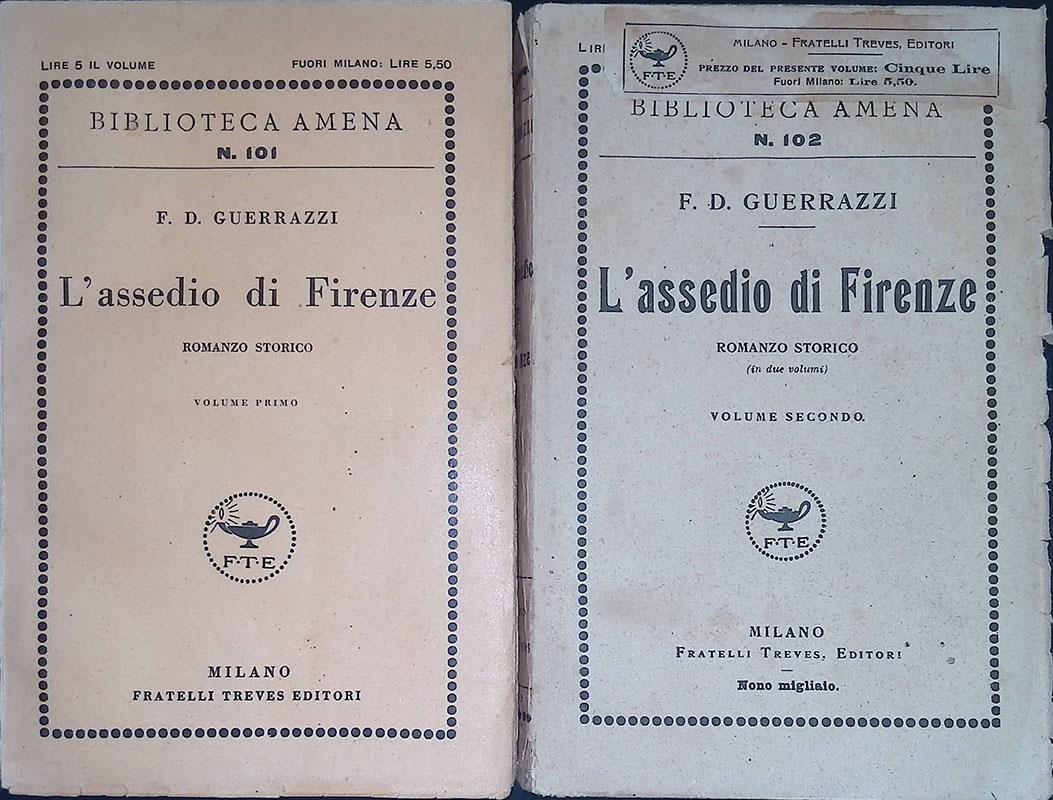 LIRE 5 IL VOLUME
FUORI MILANO: LIRE 5,50
BIBLIOTECA AMENA
N. 101
F. D. GUERRAZZI
L'assedio di Firenze
ROMANZO STORICO
VOLUME PRIMO
F·T·E
MILANO
FRATELLI TREVES EDITORI
LIR
F·T·E
MILANO - FRATELLI TREVES, EDITORI
PREZZO DEL PRESENTE VOLUME: Cinque Lire
Fuori Milano: Lire 5,50.
BIBLIOTECA AMENA
N. 102
F. D. GUERRAZZI
L'assedio di Firenze
ROMANZO STORICO
(in due volumi)
VOLUME SECONDO.
F·T·E
MILANO
FRATELLI TREVES, EDITORI
Nono migliaio.